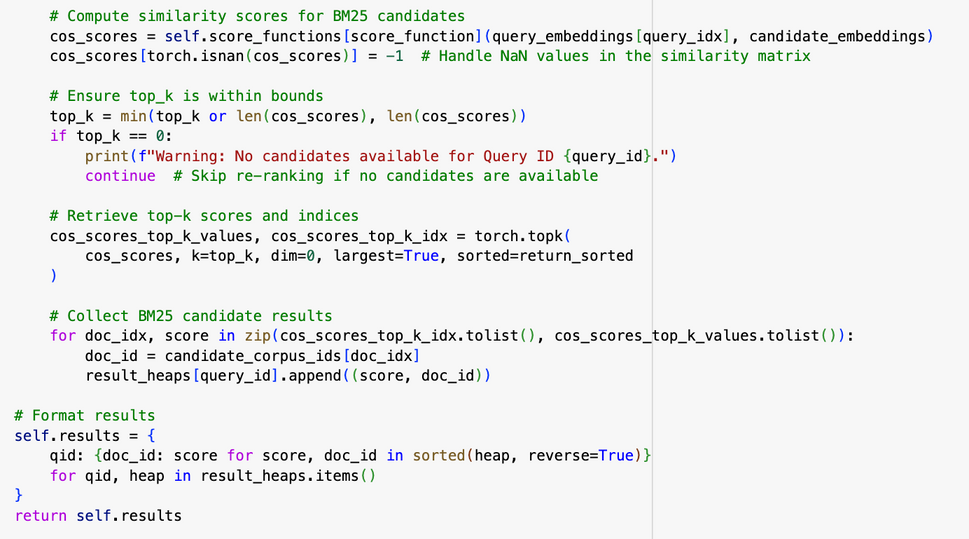 # Compute similarity scores for BM25 candidates
cos_scores = self.score_functions[score_function](query_embeddings[query_idx], candidate_embeddings)
cos_scores[torch.isnan(cos_scores)] = -1  # Handle NaN values in the similarity matrix
# Ensure top_k is within bounds
top_k = min(top_k or len(cos_scores), len(cos_scores))
if top_k == 0:
print(f"Warning: No candidates available for Query ID {query_id}.")
continue  # Skip re-ranking if no candidates are available
# Retrieve top-k scores and indices
cos_scores_top_k_values, cos_scores_top_k_idx = torch.topk(
cos_scores, k=top_k, dim=0, largest=True, sorted=return_sorted
)
# Collect BM25 candidate results
for doc_idx, score in zip(cos_scores_top_k_idx.tolist(), cos_scores_top_k_values.tolist()):
doc_id = candidate_corpus_ids[doc_idx]
result_heaps[query_id].append((score, doc_id))
# Format results
self.results = {
qid: {doc_id: score for score, doc_id in sorted(heap, reverse=True)}
for qid, heap in result_heaps.items()
}
return self.results